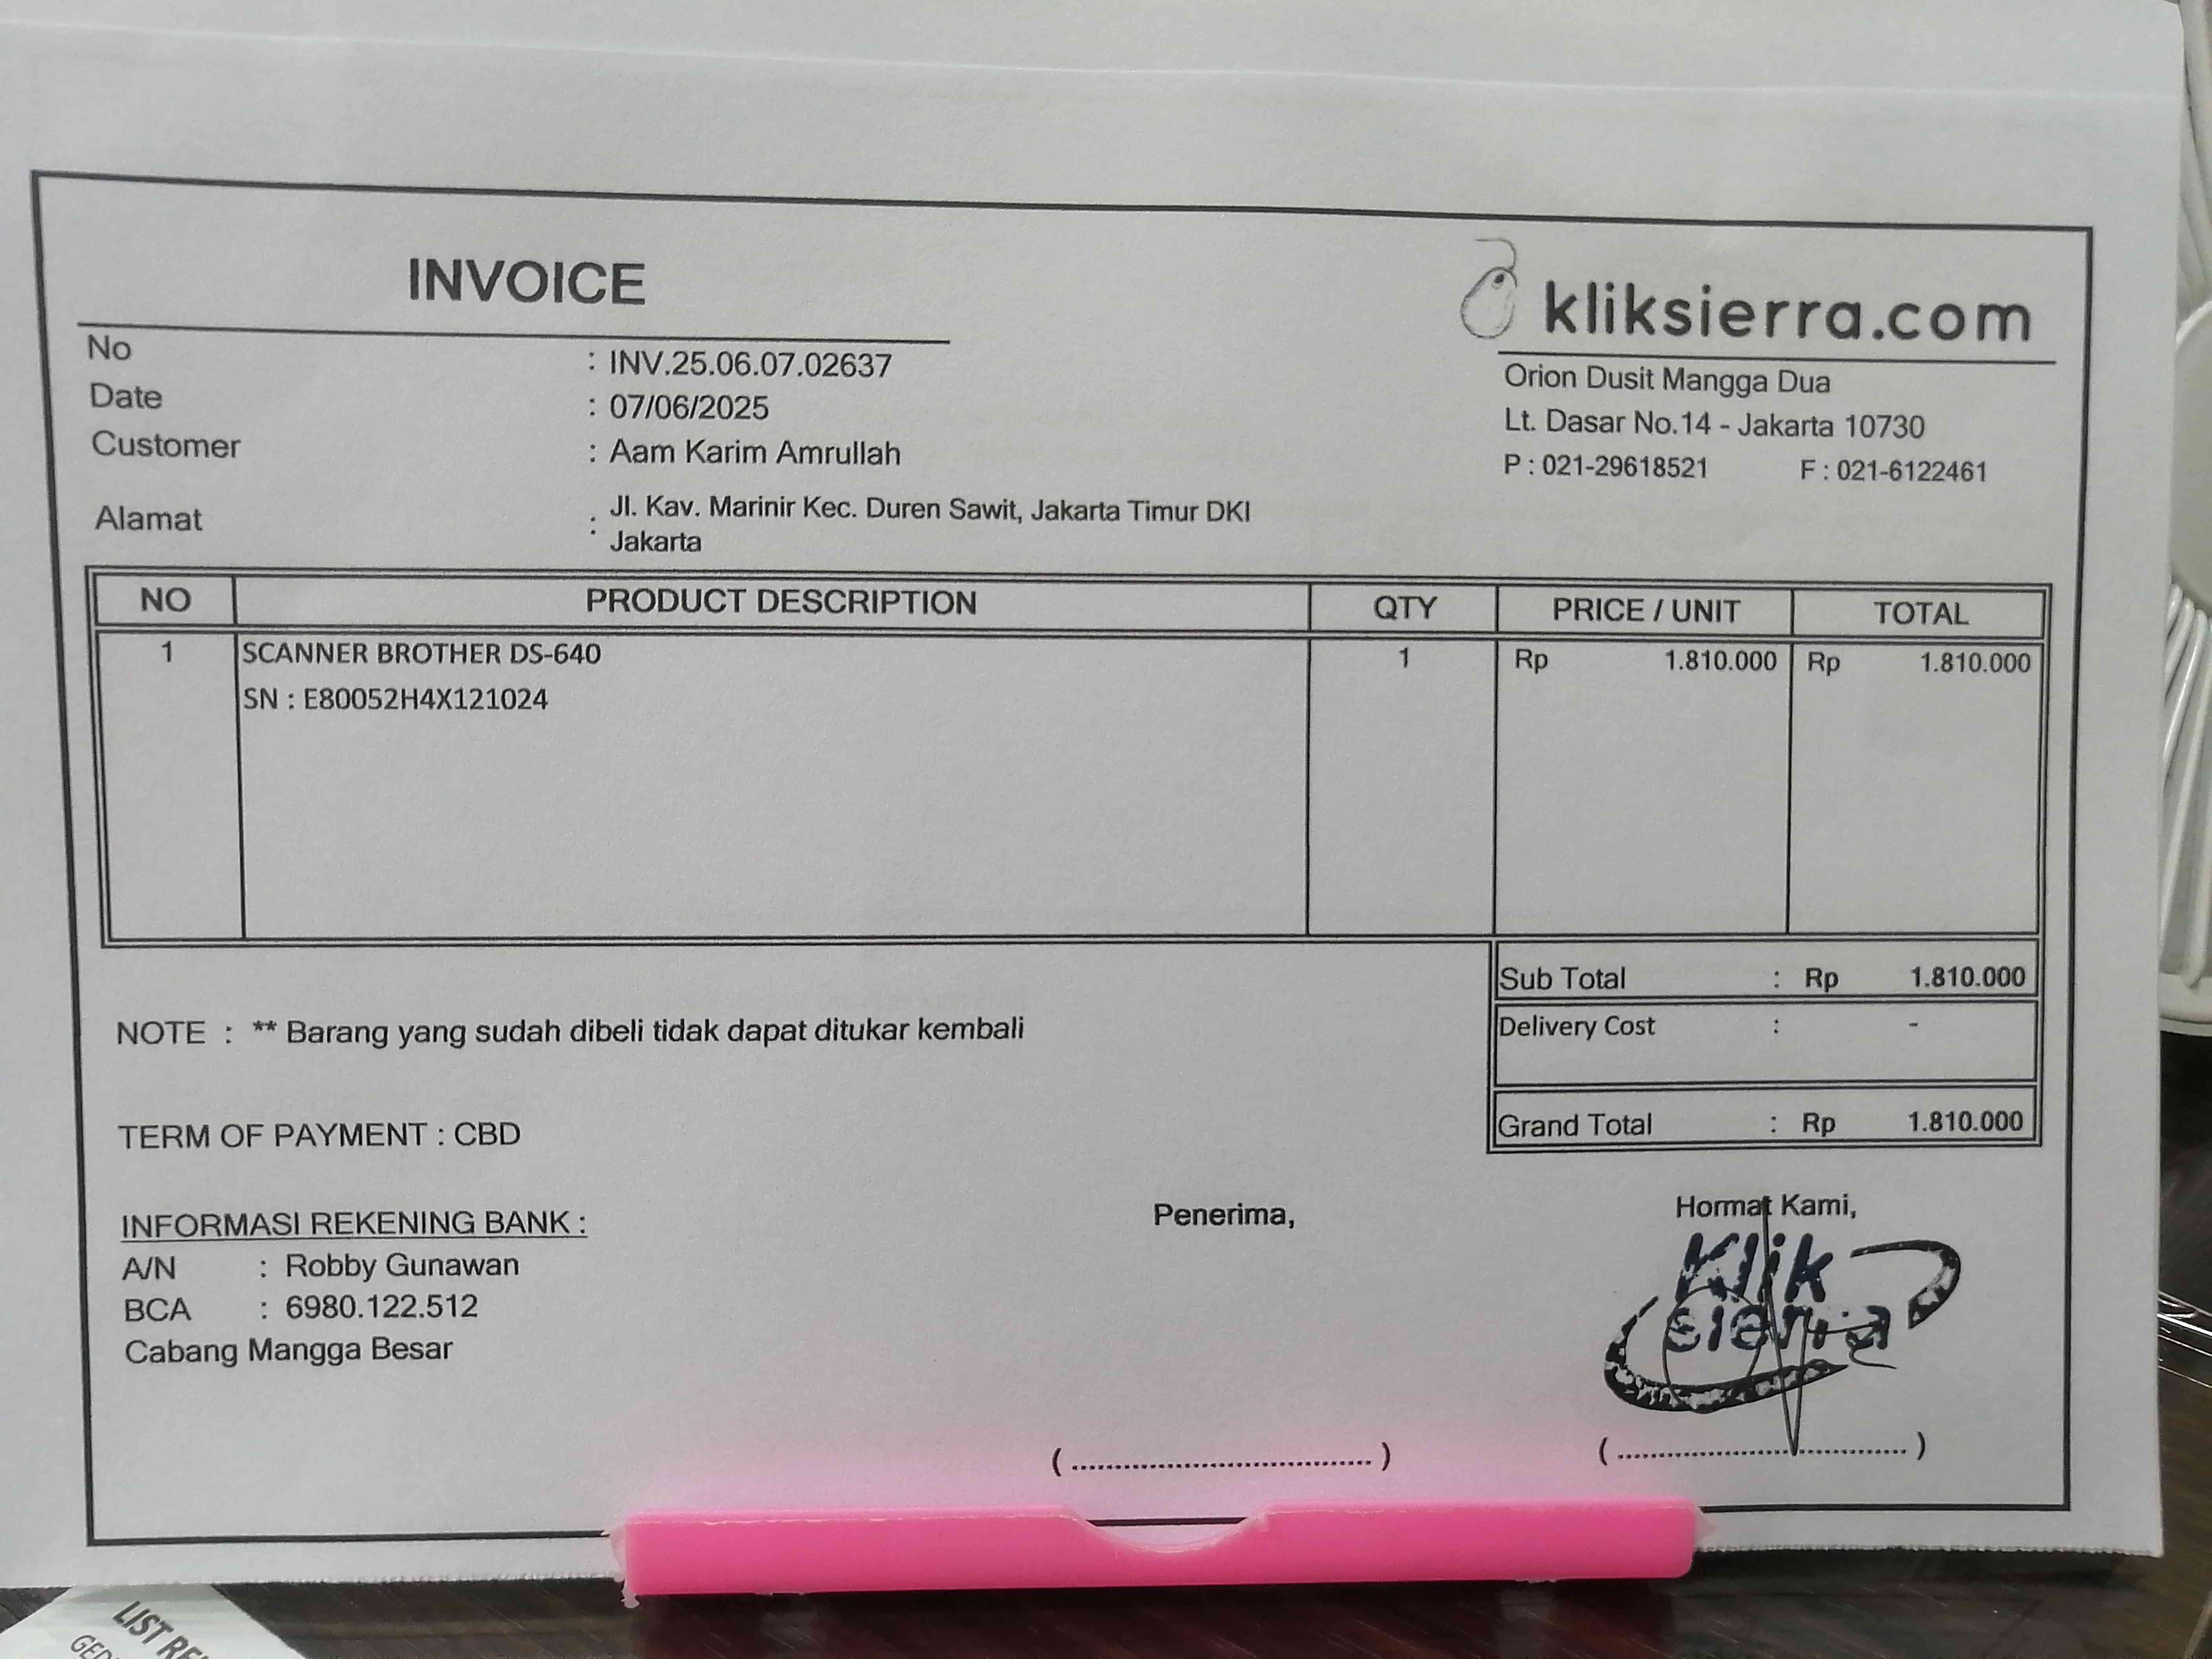 INVOICE
kliksierra.com
Orion Dusit Mangga Dua
Lt. Dasar No.14 - Jakarta 10730
P : 021-29618521 F : 021-6122461
No : INV.25.06.07.02637
Date : 07/06/2025
Customer : Aam Karim Amrullah
Alamat : Jl. Kav. Marinir Kec. Duren Sawit, Jakarta Timur DKI
Jakarta
NO PRODUCT DESCRIPTION QTY PRICE / UNIT TOTAL
1 SCANNER BROTHER DS-640 1 Rp 1.810.000 Rp 1.810.000
SN : E80052H4X121024
Sub Total : Rp 1.810.000
Delivery Cost : -
Grand Total : Rp 1.810.000
NOTE : ** Barang yang sudah dibeli tidak dapat ditukar kembali
TERM OF PAYMENT : CBD
INFORMASI REKENING BANK :
A/N : Robby Gunawan
BCA : 6980.122.512
Cabang Mangga Besar
Penerima,
(................................)
Hormat Kami,
Klik
sierra
(................................)
LIST